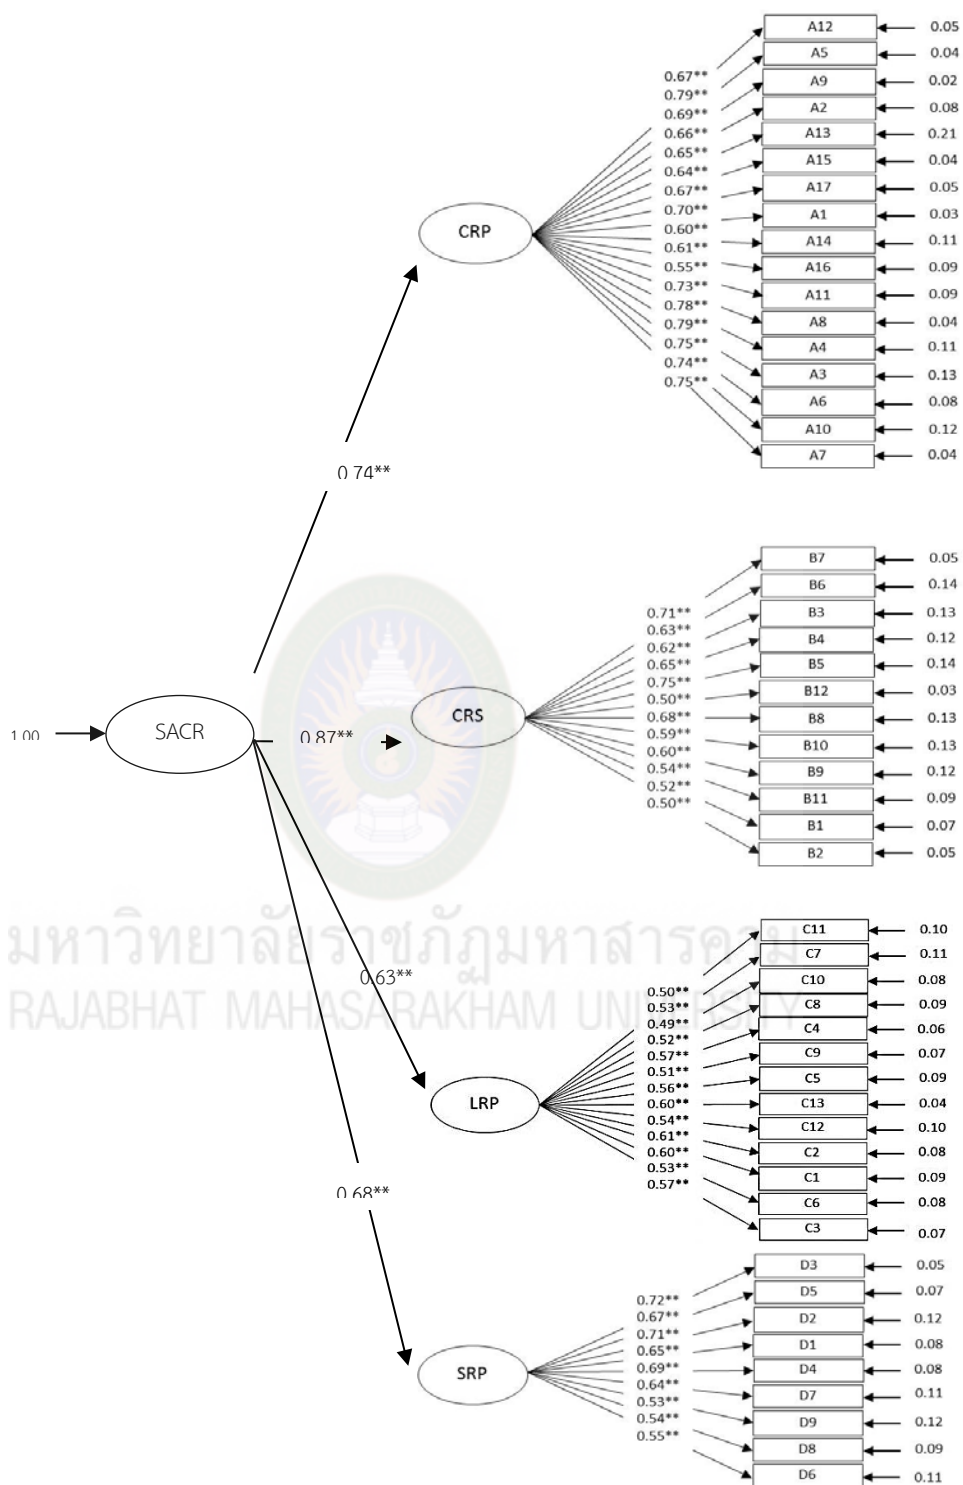 A12 0.05
A5 0.04
0.67**
A9 0.02
0.79**
A2 0.08
0.69**
0.66**
A13 0.21
0.65**
A15 0.04
0.64**
A17 0.05
0.67**
0.70**
A1 0.03
0.60**
A14 0.11
0.61**
A16 0.09
0.55**
0.73**
A11 0.09
0.78**
A8 0.04
0.79**
A4 0.11
0.75**
0.74**
A3 0.13
0.75**
A6 0.08
A10 0.12
A7 0.04
CRP
0.74**
B7 0.05
B6 0.14
0.71**
B3 0.13
0.63**
0.62**
B4 0.12
0.65**
B5 0.14
0.75**
0.50**
B12 0.03
0.68**
B8 0.13
0.59**
B10 0.13
0.60**
0.54**
B9 0.12
0.52**
B11 0.09
0.50**
B1 0.07
B2 0.05
CRS
1.00
SACR
0.87**
มหาวิทยาลัยราชภัฏมหาสารคาม
RAJABHAT MAHASARAKHAM UNIVERSITY
0.63**
C11 0.10
C7 0.11
C10 0.08
0.50**
0.53**
C8 0.09
0.49**
C4 0.06
0.52**
0.57**
C9 0.07
0.51**
C5 0.09
0.56**
0.60**
C13 0.04
0.54**
C12 0.10
0.61**
C2 0.08
0.60**
0.53**
C1 0.09
0.57**
C6 0.08
C3 0.07
LRP
0.68**
D3 0.05
D5 0.07
0.72**
0.67**
D2 0.12
0.71**
D1 0.08
0.65**
D4 0.08
0.69**
0.64**
D7 0.11
0.53**
D9 0.12
0.54**
0.55**
D8 0.09
D6 0.11
SRP